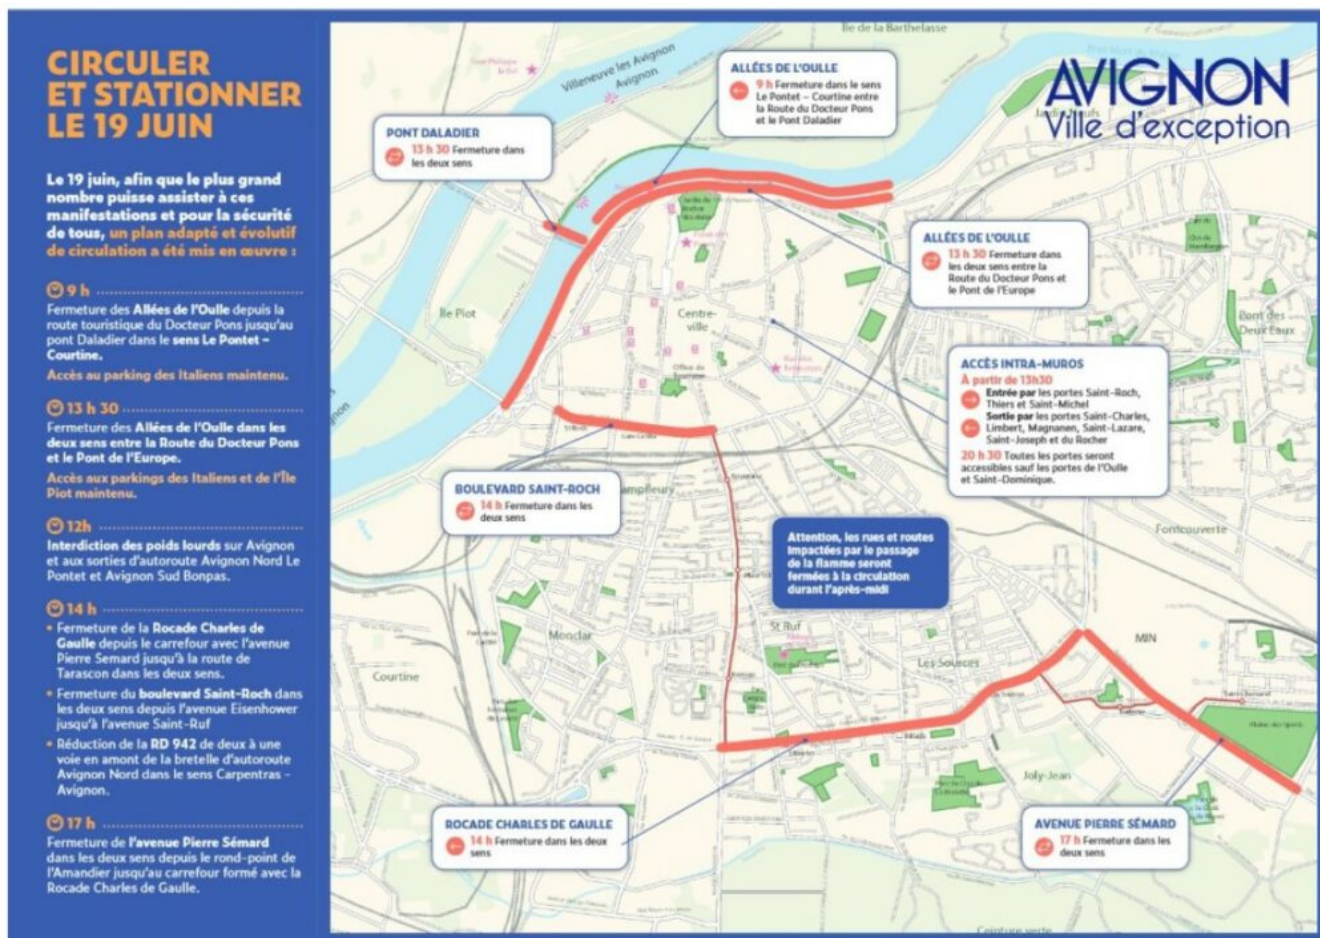 CIRCULER
ET STATIONNER
LE 19 JUIN
Le 19 juin, afin que le plus grand
nombre puisse assister à ces
manifestations et pour la sécurité
de tous, un plan adapté et évolutif
de circulation a été mis en œuvre :
9 h
Fermeture des Allées de l'Oulle depuis la
route touristique du Docteur Pons jusqu'au
pont Daladier dans le sens Le Pontet –
Courtine.
Accès au parking des Italiens maintenu.
13 h 30
Fermeture des Allées de l'Oulle dans les
deux sens entre la Route du Docteur Pons
et le Pont de l'Europe.
Accès aux parkings des Italiens et de l'Île
Piot maintenu.
12h
Interdiction des poids lourds sur Avignon
et aux sorties d'autoroute Avignon Nord Le
Pontet et Avignon Sud Bonpas.
14 h
• Fermeture de la Rocade Charles de
Gaulle depuis le carrefour avec l'avenue
Pierre Semard jusqu'à la route de
Tarascon dans les deux sens.
• Fermeture du boulevard Saint-Roch dans
les deux sens depuis l'avenue Eisenhower
jusqu'à l'avenue Saint-Ruf
• Réduction de la RD 942 de deux à une
voie en amont de la bretelle d'autoroute
Avignon Nord dans le sens Carpentras –
Avignon.
17 h
Fermeture de l'avenue Pierre Sémard
dans les deux sens depuis le rond-point de
l'Amandier jusqu'au carrefour formé avec la
Rocade Charles de Gaulle.
AVIGNON
Ville d'exception
Île de la Barthelasse
Villeneuve les Avignon
Avignon
ALLÉES DE L'OULLE
9 h Fermeture dans le sens
Le Pontet – Courtine entre
la Route du Docteur Pons
et le Pont Daladier
PONT DALADIER
13 h 30 Fermeture dans
les deux sens
ALLÉES DE L'OULLE
13 h 30 Fermeture dans
les deux sens entre la
Route du Docteur Pons et
le Pont de l'Europe
Île Piot
Centre-
ville
Office de
Pont des
Deux Eaux
ACCÈS INTRA-MUROS
À partir de 13h30
Entrée par les portes Saint-Roch,
Thiers et Saint-Michel
Sortie par les portes Saint-Charles,
Limbert, Magnanen, Saint-Lazare,
Saint-Joseph et du Rocher
20 h 30 Toutes les portes seront
accessibles sauf les portes de l'Oulle
et Saint-Dominique.
BOULEVARD SAINT-ROCH
14 h Fermeture dans les
deux sens
ampfleury
Fontcouverte
Attention, les rues et routes
impactées par le passage
de la flamme seront
fermées à la circulation
durant l'après-midi
Monclar
St Ruf
Les Sources
MIN
Courtine
Joly-Jean
ROCADE CHARLES DE GAULLE
14 h Fermeture dans les deux
sens
AVENUE PIERRE SÉMARD
17 h Fermeture dans les
deux sens
Ceinture verte